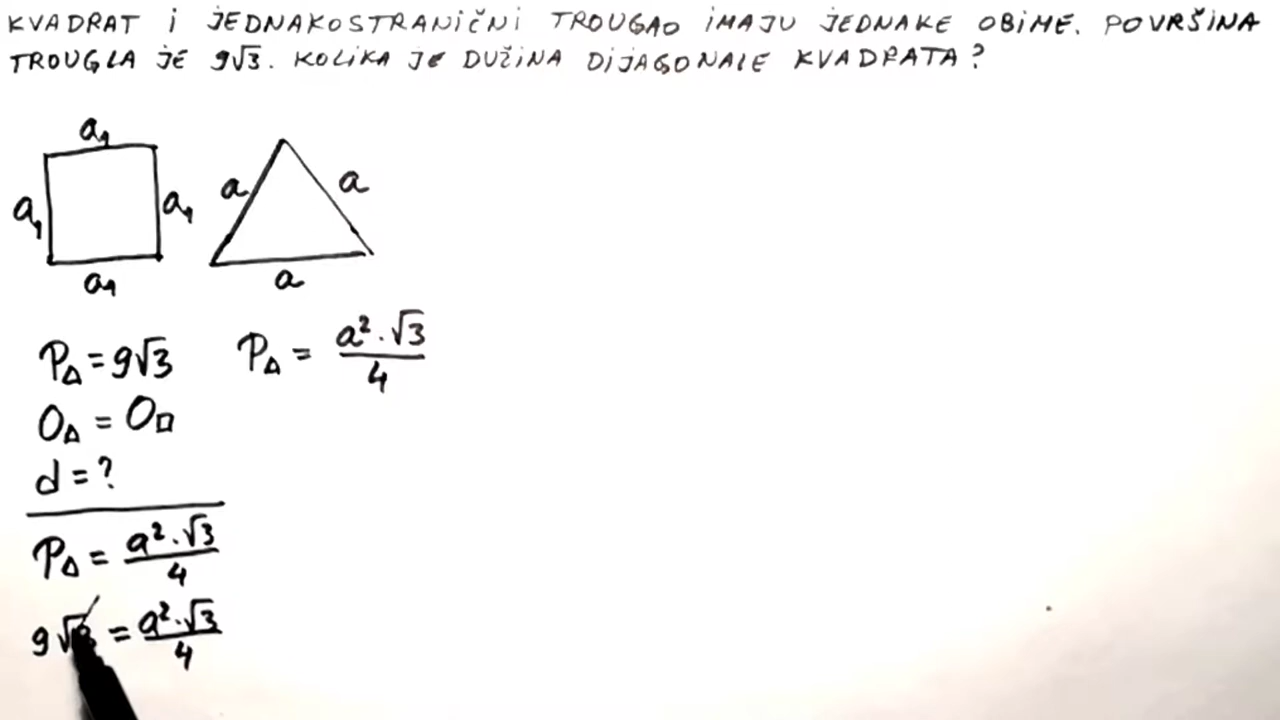 KVADRAT I JEDNAKOSTRANIČNI TROUGAO IMAJU JEDNAKE OBIME. POVRŠINA
TROUGLA JE 9√3. KOLIKA JE DUŽINA DIJAGONALE KVADRATA?
a₁
a₁
a₁
a₁
a
a
a
P△ = 9√3
P△ = a²·√3/4
O△ = O□
d = ?
P△ = a²·√3/4
9√3 = a²·√3/4